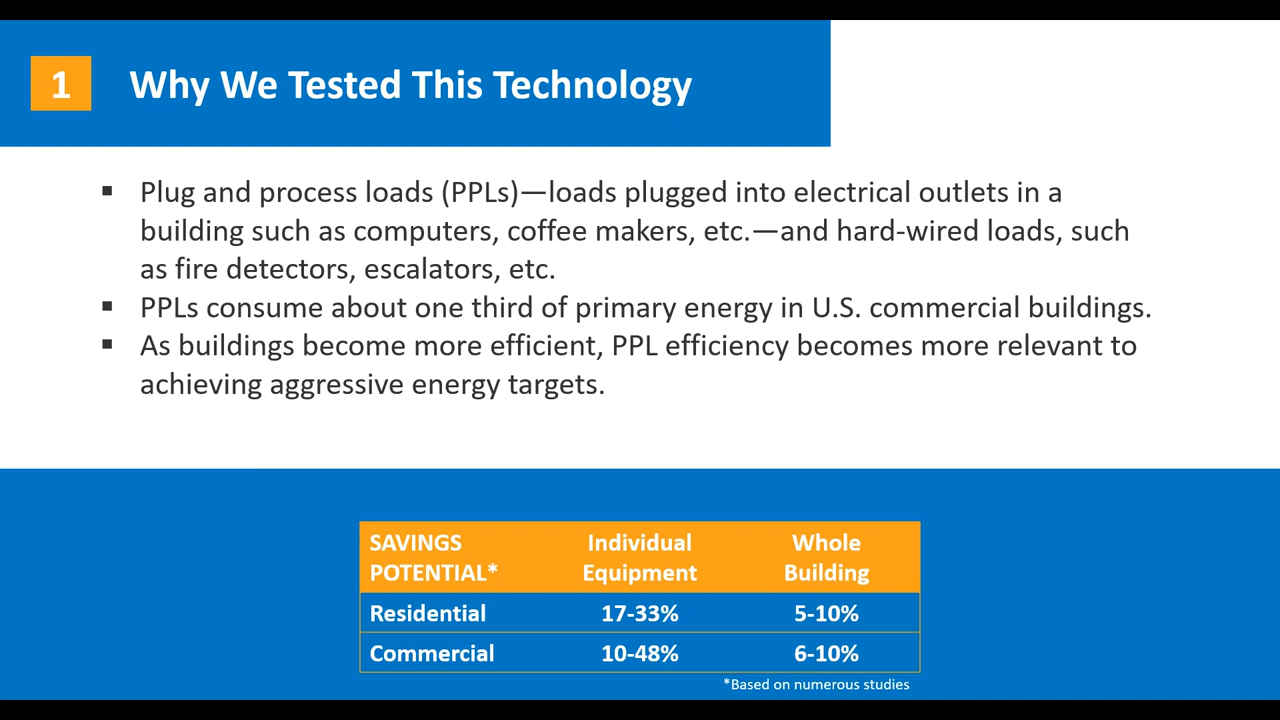 1 Why We Tested This Technology
▪ Plug and process loads (PPLs)—loads plugged into electrical outlets in a
building such as computers, coffee makers, etc.—and hard-wired loads, such
as fire detectors, escalators, etc.
▪ PPLs consume about one third of primary energy in U.S. commercial buildings.
▪ As buildings become more efficient, PPL efficiency becomes more relevant to
achieving aggressive energy targets.
SAVINGS Individual Whole
POTENTIAL* Equipment Building
Residential 17-33% 5-10%
Commercial 10-48% 6-10%
*Based on numerous studies